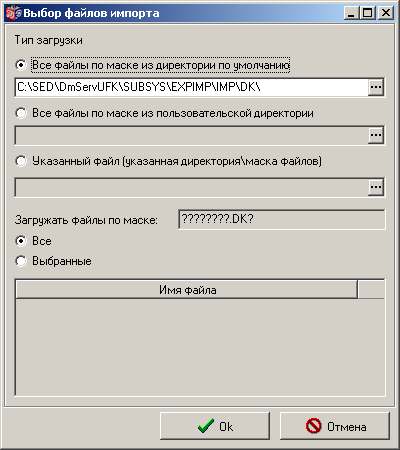 Выбор файлов импорта
Тип загрузки
Все файлы по маске из директории по умолчанию
C:\SED\DmServUFK\SUBSYS\EXPIMP\IMP\DK\
...
Все файлы по маске из пользовательской директории
...
Указанный файл (указанная директория\маска файлов)
...
Загружать файлы по маске: ????????.DK?
Все
Выбранные
Имя файла
Ok Отмена